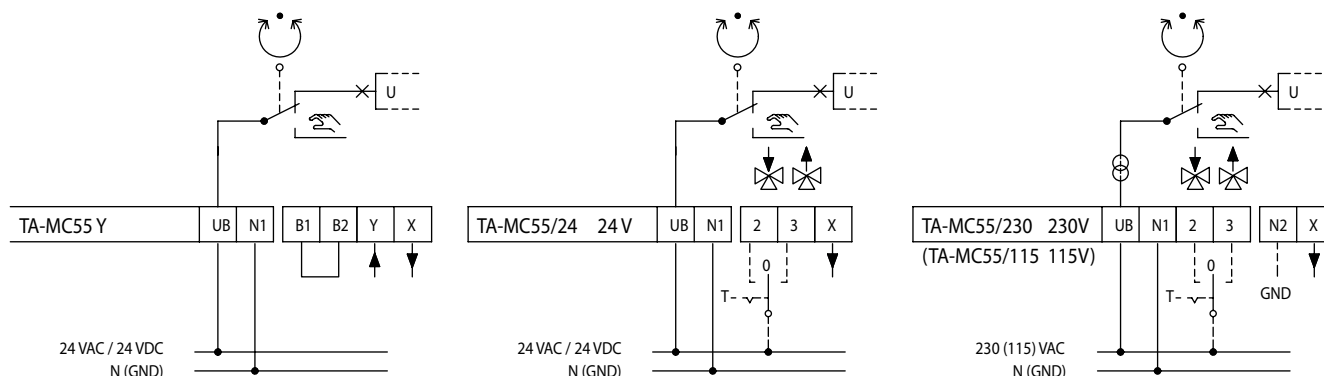 U
U
U
TA-MC55 Y UB N1 B1 B2 Y X
TA-MC55/24 24 V UB N1 2 3 X
TA-MC55/230 230V UB N1 2 3 N2 X
(TA-MC55/115 115V)
0
0
GND
T
T
24 VAC / 24 VDC
24 VAC / 24 VDC
230 (115) VAC
N (GND)
N (GND)
N (GND)